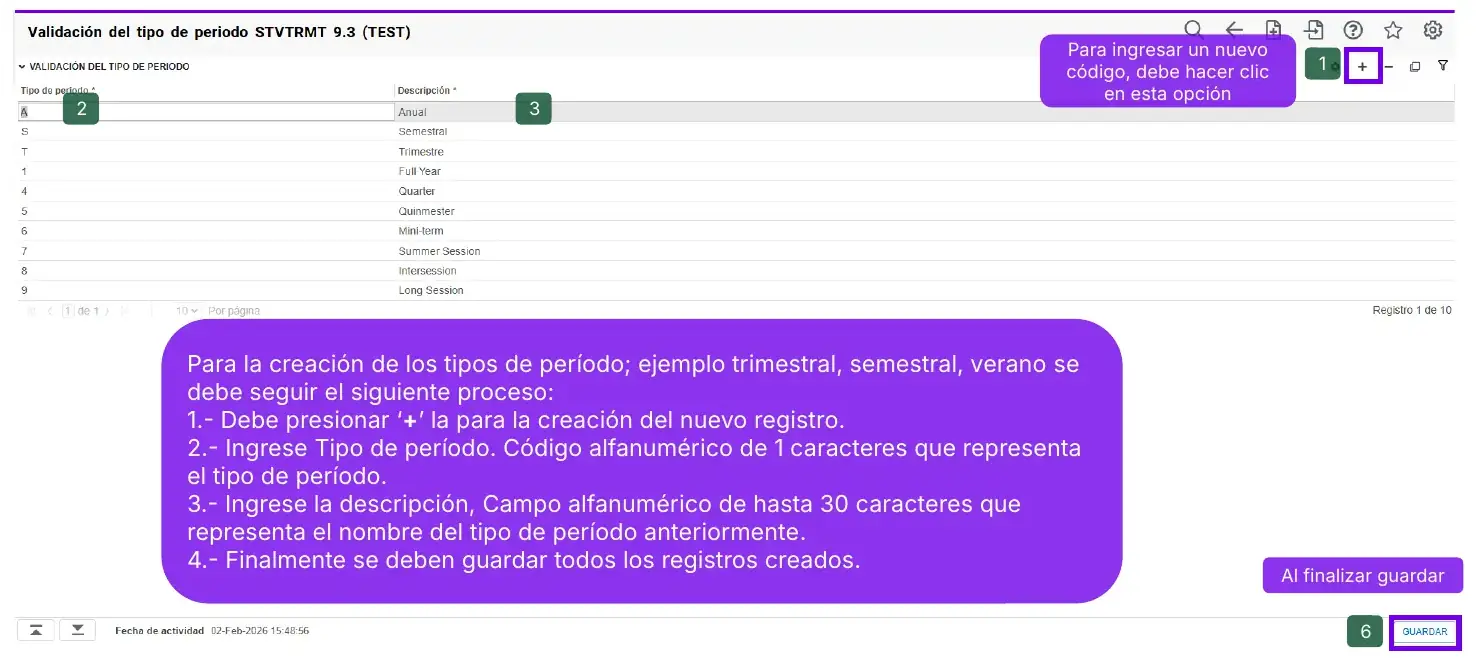 Validación del tipo de periodo STVTRMT 9.3 (TEST)
Para ingresar un nuevo
código, debe hacer clic
en esta opción
1
VALIDACIÓN DEL TIPO DE PERIODO
Tipo de periodo * Descripción *
2
3
A Anual
S Semestral
T Trimestre
1 Full Year
4 Quarter
5 Quinmester
6 Mini-term
7 Summer Session
8 Intersession
9 Long Session
1 de 1 10 Por página Registro 1 de 10
Para la creación de los tipos de período; ejemplo trimestral, semestral, verano se
debe seguir el siguiente proceso:
1.- Debe presionar ‘+’ la para la creación del nuevo registro.
2.- Ingrese Tipo de período. Código alfanumérico de 1 caracteres que representa
el tipo de período.
3.- Ingrese la descripción, Campo alfanumérico de hasta 30 caracteres que
representa el nombre del tipo de período anteriormente.
4.- Finalmente se deben guardar todos los registros creados.
Al finalizar guardar
Fecha de actividad 02-Feb-2026 15:48:56
6
GUARDAR